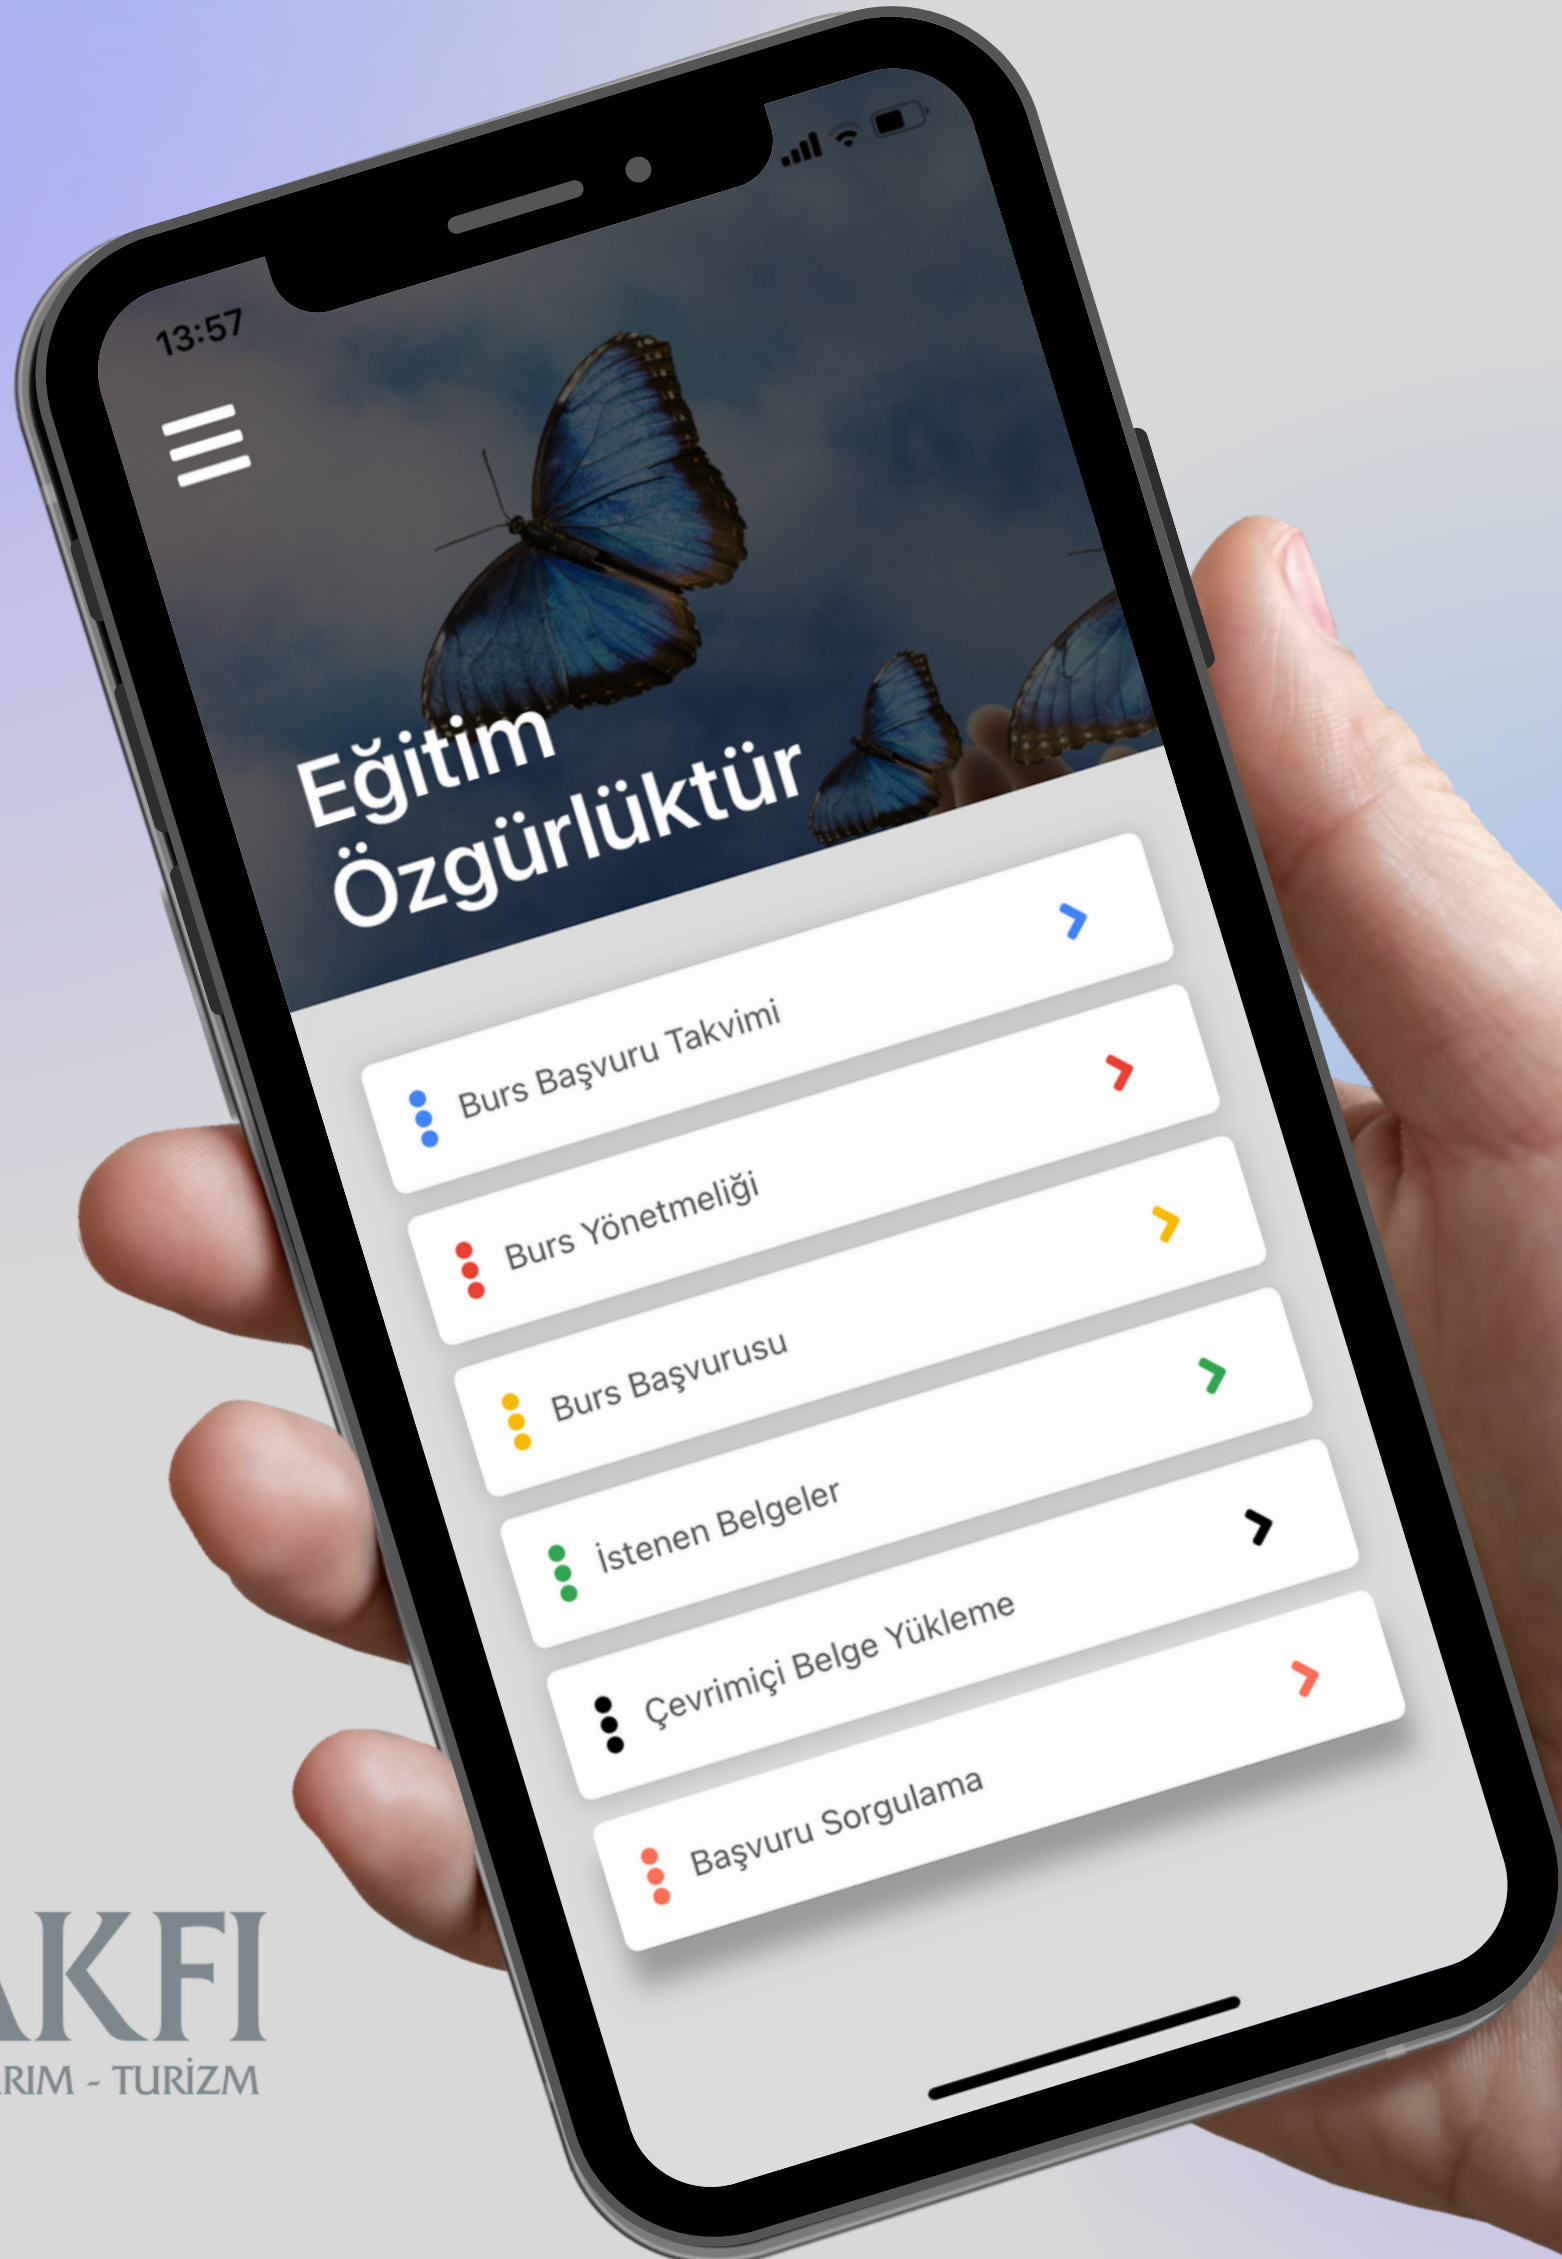 13:57
Eğitim
Özgürlüktür
Burs Başvuru Takvimi
Burs Yönetmeliği
Burs Başvurusu
İstenen Belgeler
Çevrimiçi Belge Yükleme
Başvuru Sorgulama
AKFI
RIM - TURİZM